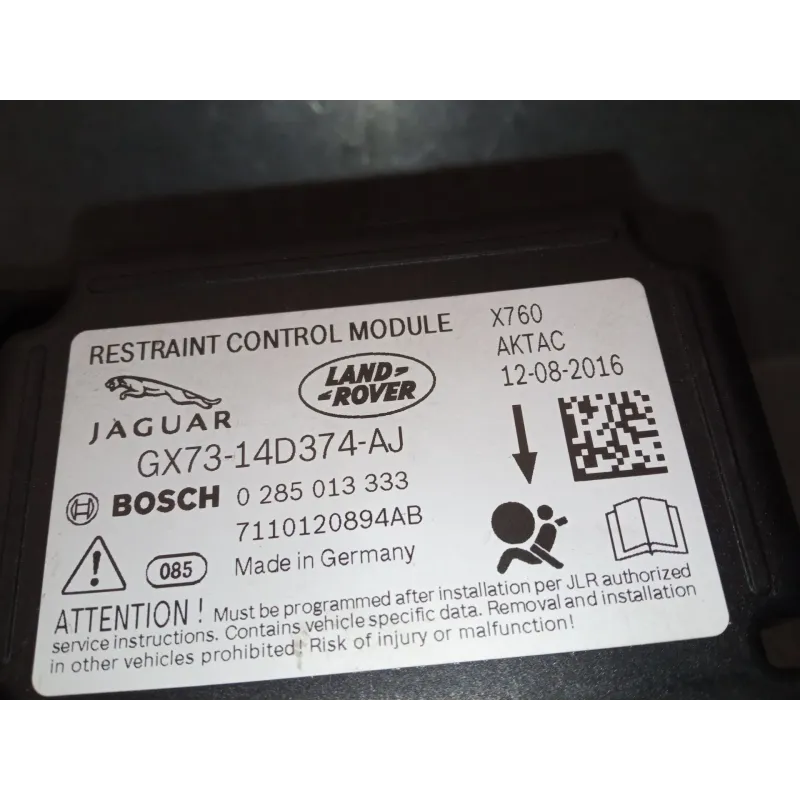 RESTRAINT CONTROL MODULE
X760
AKTAC
12-08-2016
JAGUAR
LAND-
-ROVER
GX73-14D374-AJ
BOSCH 0 285 013 333
7110120894AB
085
Made in Germany
ATTENTION ! Must be programmed after installation per JLR authorized
service instructions. Contains vehicle specific data. Removal and installation
in other vehicles prohibited! Risk of injury or malfunction!